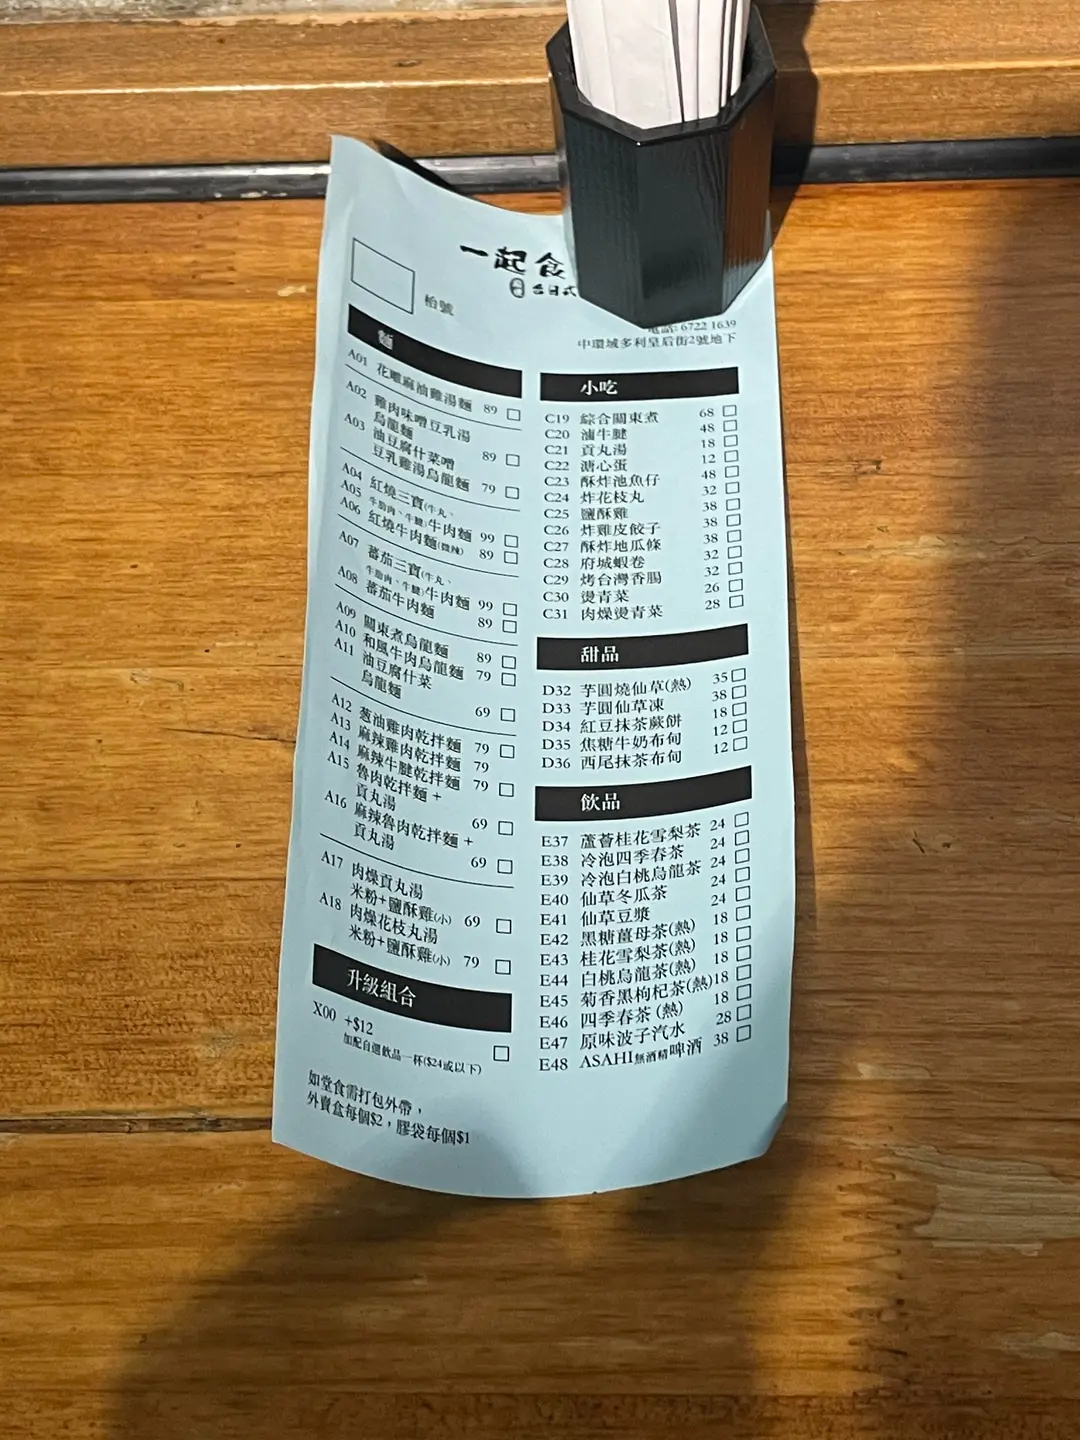 一起食
台日式
枱號
電話: 6722 1639
中環域多利皇后街2號地下
麵
A01 花雕麻油雞湯麵 89
A02 雞肉味噌豆乳湯
烏龍麵 89
A03 油豆腐什菜噌
豆乳雞湯烏龍麵 79
A04 紅燒三寶(牛丸、
A05 牛肋肉、牛腱)牛肉麵 99
A06 紅燒牛肉麵(微辣) 89
A07 蕃茄三寶(牛丸、
牛肋肉、牛腱)牛肉麵 99
A08 蕃茄牛肉麵 89
A09 關東煮烏龍麵 89
A10 和風牛肉烏龍麵 79
A11 油豆腐什菜
烏龍麵 69
A12 葱油雞肉乾拌麵 79
A13 麻辣雞肉乾拌麵 79
A14 麻辣牛腱乾拌麵 79
A15 魯肉乾拌麵 +
貢丸湯 69
A16 麻辣魯肉乾拌麵 +
貢丸湯 69
A17 肉燥貢丸湯
米粉+鹽酥雞(小) 69
A18 肉燥花枝丸湯
米粉+鹽酥雞(小) 79
升級組合
X00 +$12
加配自選飲品一杯($24或以下)
如堂食需打包外帶，
外賣盒每個$2，膠袋每個$1
小吃
C19 綜合關東煮 68
C20 滷牛腱 48
C21 貢丸湯 18
C22 溏心蛋 12
C23 酥炸池魚仔 48
C24 炸花枝丸 32
C25 鹽酥雞 38
C26 炸雞皮餃子 38
C27 酥炸地瓜條 38
C28 府城蝦卷 32
C29 烤台灣香腸 32
C30 燙青菜 26
C31 肉燥燙青菜 28
甜品
D32 芋圓燒仙草(熱) 35
D33 芋圓仙草凍 38
D34 紅豆抹茶蕨餅 18
D35 焦糖牛奶布甸 12
D36 西尾抹茶布甸 12
飲品
E37 蘆薈桂花雪梨茶 24
E38 冷泡四季春茶 24
E39 冷泡白桃烏龍茶 24
E40 仙草冬瓜茶 24
E41 仙草豆漿 24
E42 黑糖薑母茶(熱) 18
E43 桂花雪梨茶(熱) 18
E44 白桃烏龍茶(熱) 18
E45 菊香黑枸杞茶(熱) 18
E46 四季春茶 (熱) 18
E47 原味波子汽水 28
E48 ASAHI無酒精啤酒 38